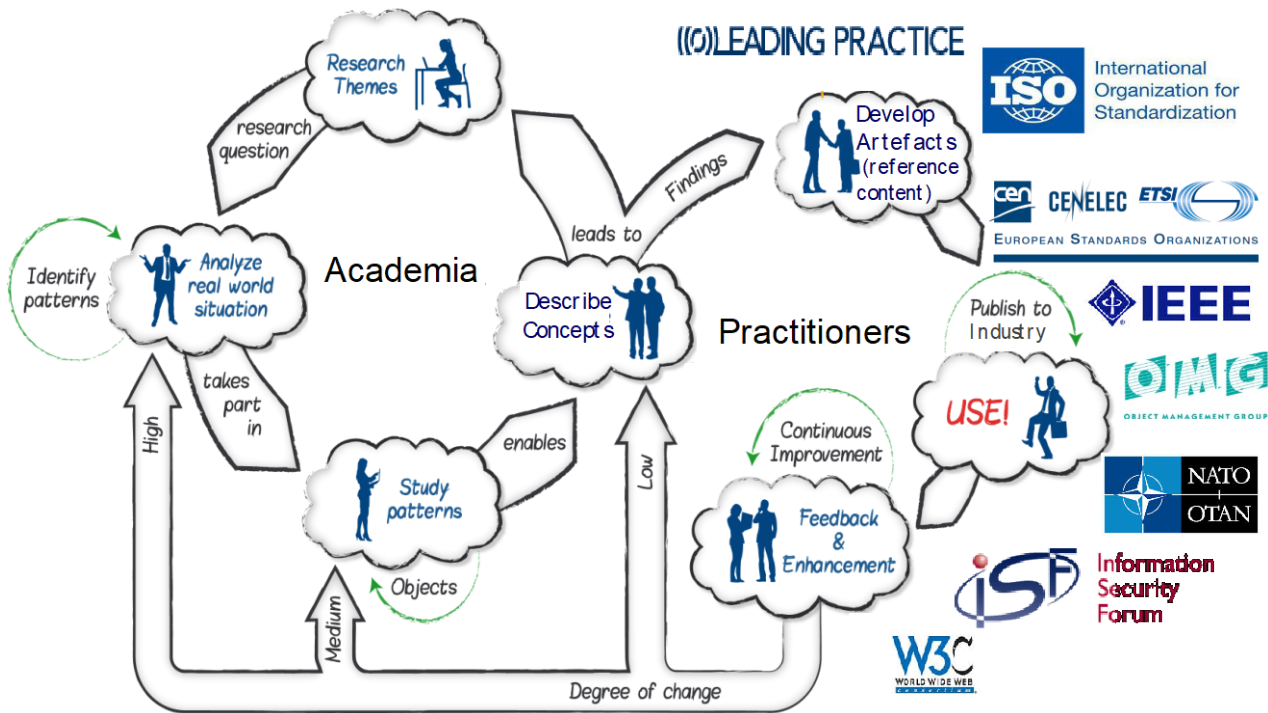 ((O))LEADING PRACTICE
ISO
International
Organization for
Standardization
Research
Themes
research
question
Develop
Artefacts
(reference
content)
Findings
leads to
cen
CENELEC
ETSI
EUROPEAN STANDARDS ORGANIZATIONS
Identify
patterns
Analyze
real world
situation
Academia
Describe
Concepts
Practitioners
Publish to
Industry
IEEE
OMG
OBJECT MANAGEMENT GROUP
takes
part
in
USE!
High
enables
Low
Continuous
Improvement
Study
patterns
NATO
OTAN
Feedback
&
Enhancement
Objects
Medium
iSF
Information
Security
Forum
W3C
WORLD WIDE WEB
consortium
Degree of change